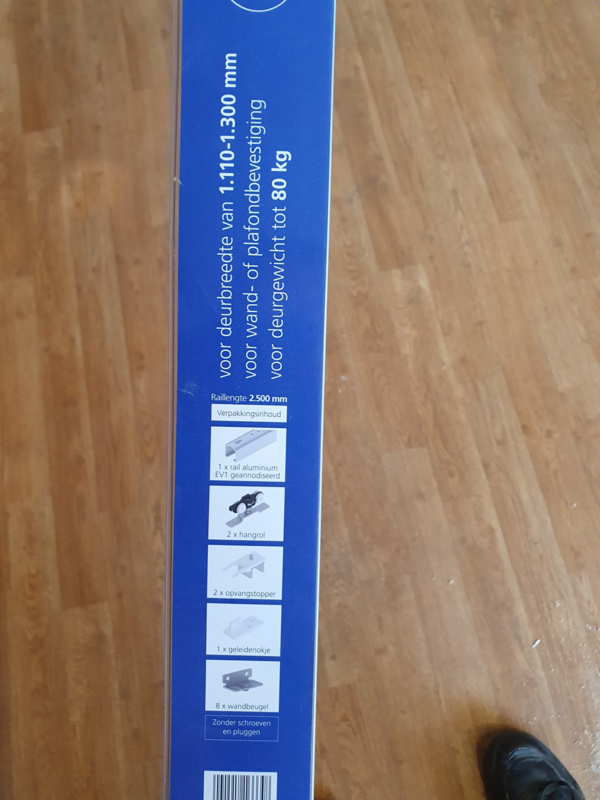 voor deurbreedte van 1.110-1.300 mm
voor wand- of plafondbevestiging
voor deurgewicht tot 80 kg
Raillengte 2.500 mm
Verpakkingsinhoud
1 x rail aluminium
EV1 geannodiseerd
2 x hangrol
2 x opvangstopper
1 x geleidenokje
8 x wandbeugel
Zonder schroeven
en pluggen